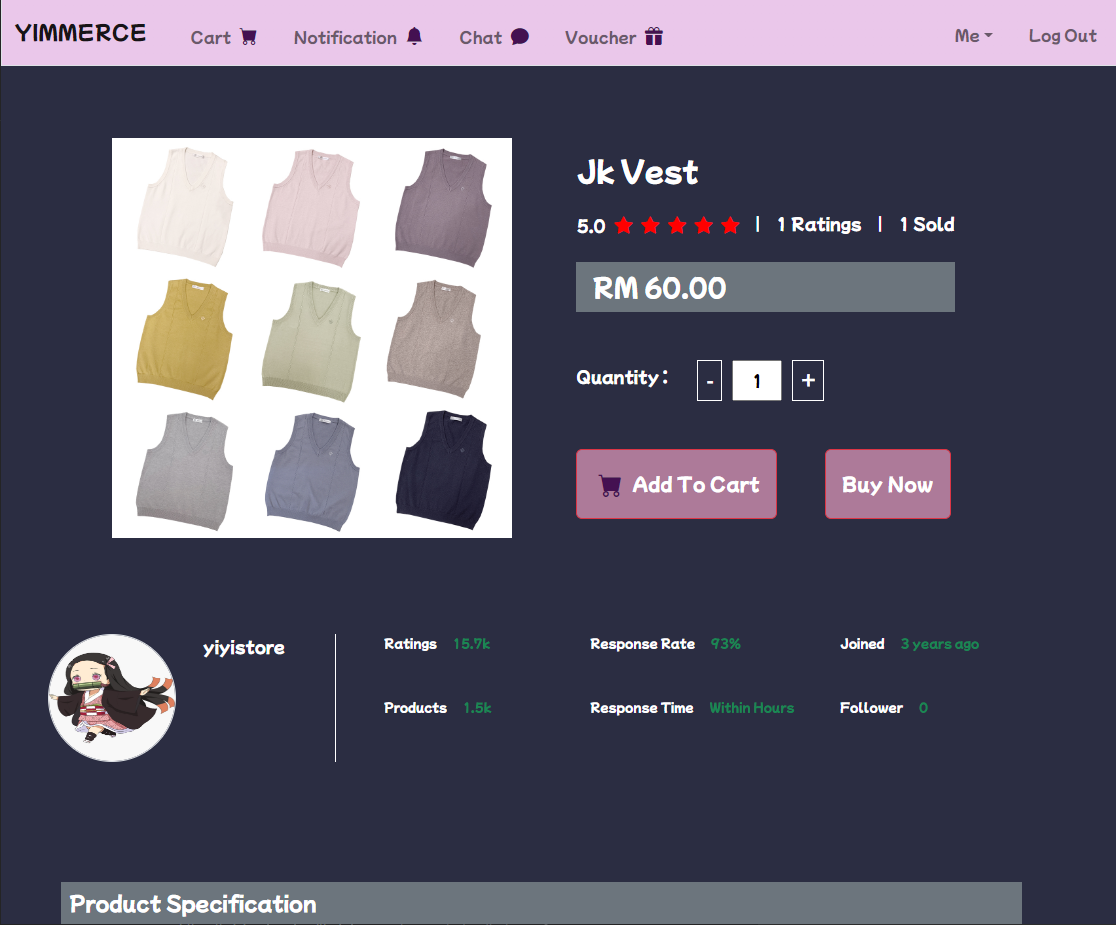 YIMMERCE Cart Notification Chat Voucher Me Log Out
Jk Vest
5.0 | 1 Ratings | 1 Sold
RM 60.00
Quantity : - 1 +
Add To Cart Buy Now
yiyistore
Ratings 15.7k Response Rate 93% Joined 3 years ago
Products 1.5k Response Time Within Hours Follower 0
Product Specification